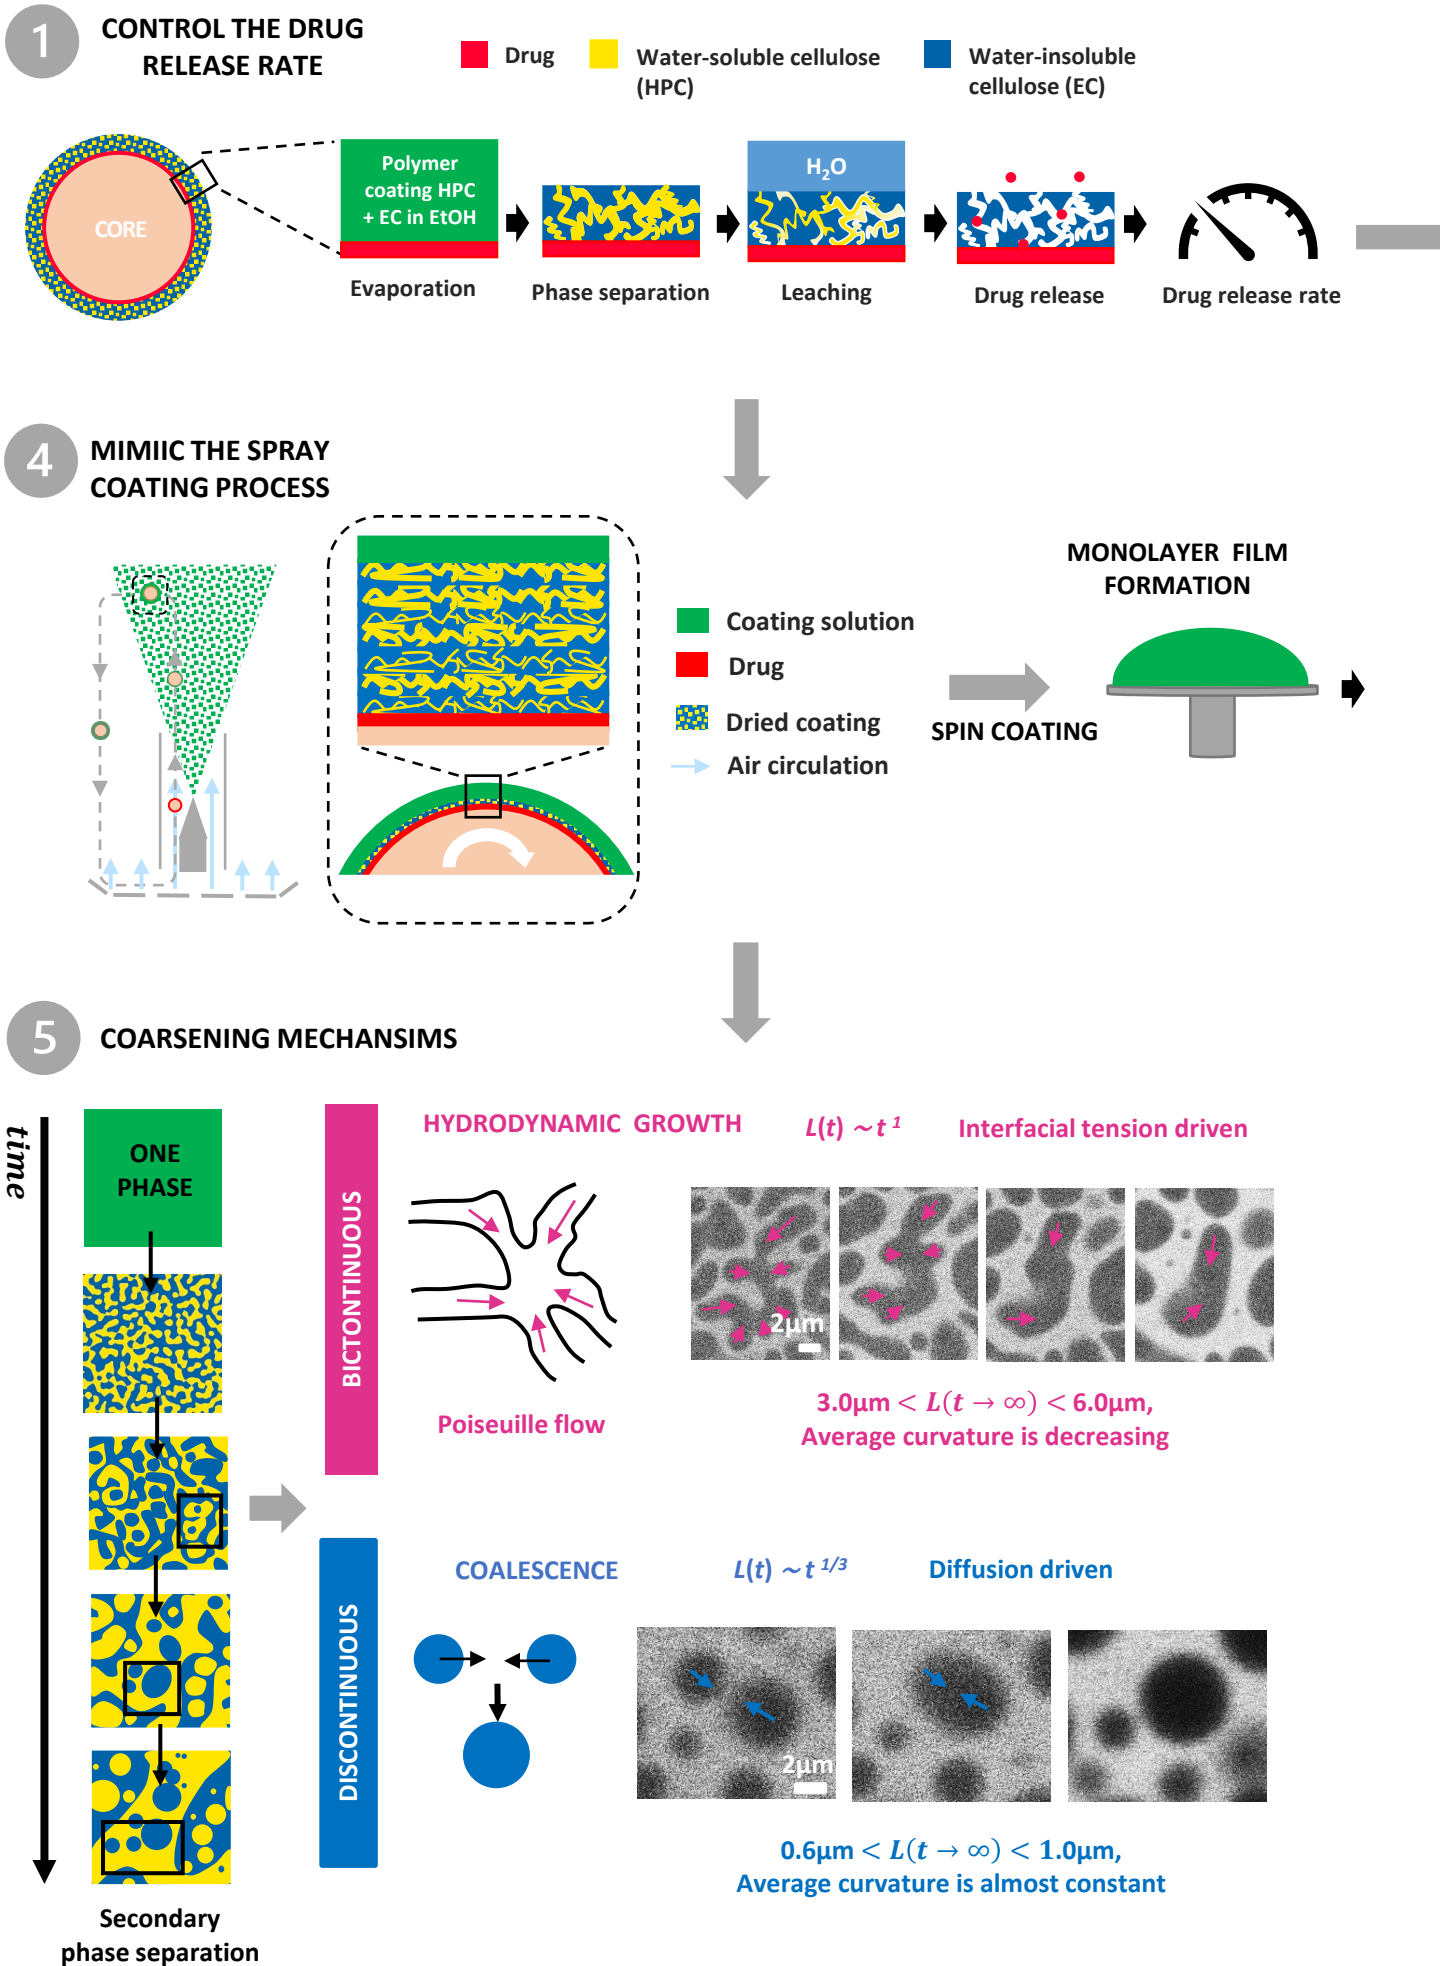 1
CONTROL THE DRUG
RELEASE RATE
Drug
Water-soluble cellulose
(HPC)
Water-insoluble
cellulose (EC)
CORE
Polymer
coating HPC
+ EC in EtOH
H₂O
Evaporation
Phase separation
Leaching
Drug release
Drug release rate
4
MIMIIC THE SPRAY
COATING PROCESS
Coating solution
Drug
Dried coating
Air circulation
SPIN COATING
MONOLAYER FILM
FORMATION
5
COARSENING MECHANSIMS
time
ONE
PHASE
Secondary
phase separation
BICTONTINUOUS
HYDRODYNAMIC GROWTH
L(t) ~ t ¹
Interfacial tension driven
2μm
Poiseuille flow
3.0μm < L(t → ∞) < 6.0μm,
Average curvature is decreasing
DISCONTINUOUS
COALESCENCE
L(t) ~ t ¹/³
Diffusion driven
2μm
0.6μm < L(t → ∞) < 1.0μm,
Average curvature is almost constant